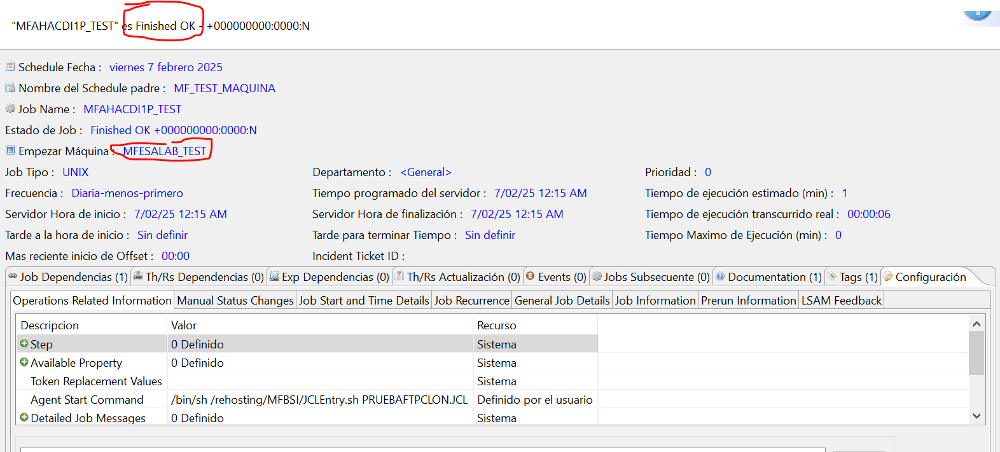 "MFAHACDI1P_TEST" es Finished OK - +000000000:0000:N
Schedule Fecha : viernes 7 febrero 2025
Nombre del Schedule padre : MF_TEST_MAQUINA
Job Name : MFAHACDI1P_TEST
Estado de Job : Finished OK +000000000:0000:N
Empezar Máquina : MFESALAB_TEST
Job Tipo : UNIX Departamento : <General> Prioridad : 0
Frecuencia : Diaria-menos-primero Tiempo programado del servidor : 7/02/25 12:15 AM Tiempo de ejecución estimado (min) : 1
Servidor Hora de inicio : 7/02/25 12:15 AM Servidor Hora de finalización : 7/02/25 12:15 AM Tiempo de ejecución transcurrido real : 00:00:06
Tarde a la hora de inicio : Sin definir Tarde para terminar Tiempo : Sin definir Tiempo Maximo de Ejecución (min) : 0
Mas reciente inicio de Offset : 00:00 Incident Ticket ID :
Job Dependencias (1) Th/Rs Dependencias (0) Exp Dependencias (0) Th/Rs Actualización (0) Events (0) Jobs Subsecuente (0) Documentation (1) Tags (1) Configuración
Operations Related Information Manual Status Changes Job Start and Time Details Job Recurrence General Job Details Job Information Prerun Information LSAM Feedback
Descripcion Valor Recurso
Step 0 Definido Sistema
Available Property 0 Definido Sistema
Token Replacement Values Sistema
Agent Start Command /bin/sh /rehosting/MFBSI/JCLEntry.sh PRUEBAFTPCLON.JCL Definido por el usuario
Detailed Job Messages 0 Definido Sistema